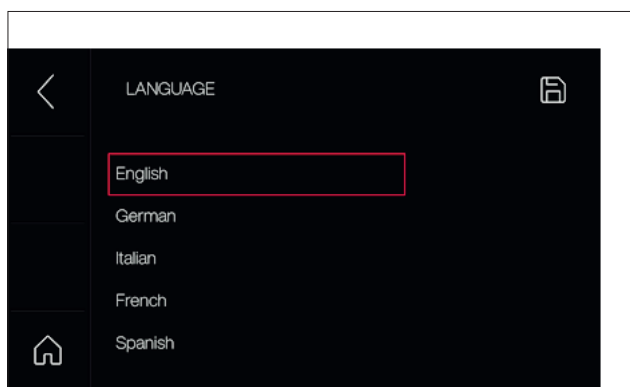 LANGUAGE
English
German
Italian
French
Spanish